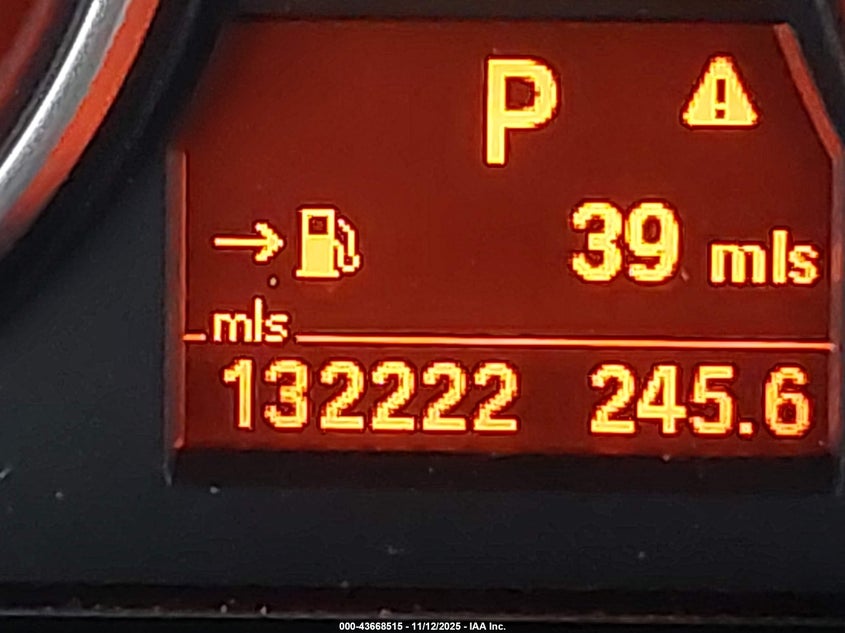 P
39 mls
mls
132222 245.6
000-43668515 - 11/12/2025 - IAA Inc.